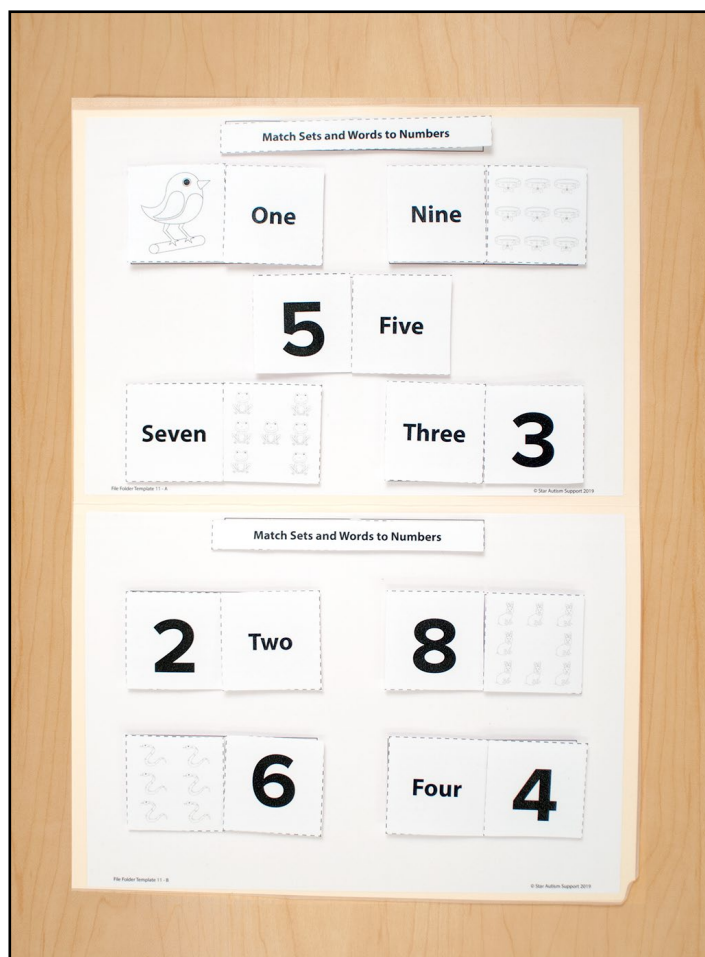 Match Sets and Words to Numbers
One
Nine
5
Five
Seven
Three
3
File Folder Template 11 - A
© Star Autism Support 2019
Match Sets and Words to Numbers
2
Two
8
6
Four
4
File Folder Template 11 - B
© Star Autism Support 2019